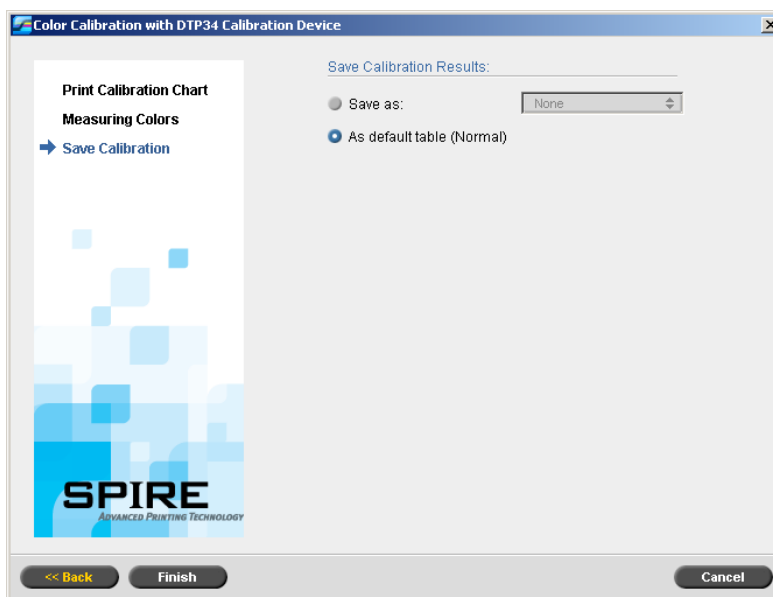 Color Calibration with DTP34 Calibration Device
Print Calibration Chart
Measuring Colors
Save Calibration
SPIRE
ADVANCED PRINTING TECHNOLOGY
Save Calibration Results:
Save as: None
As default table (Normal)
<< Back Finish Cancel